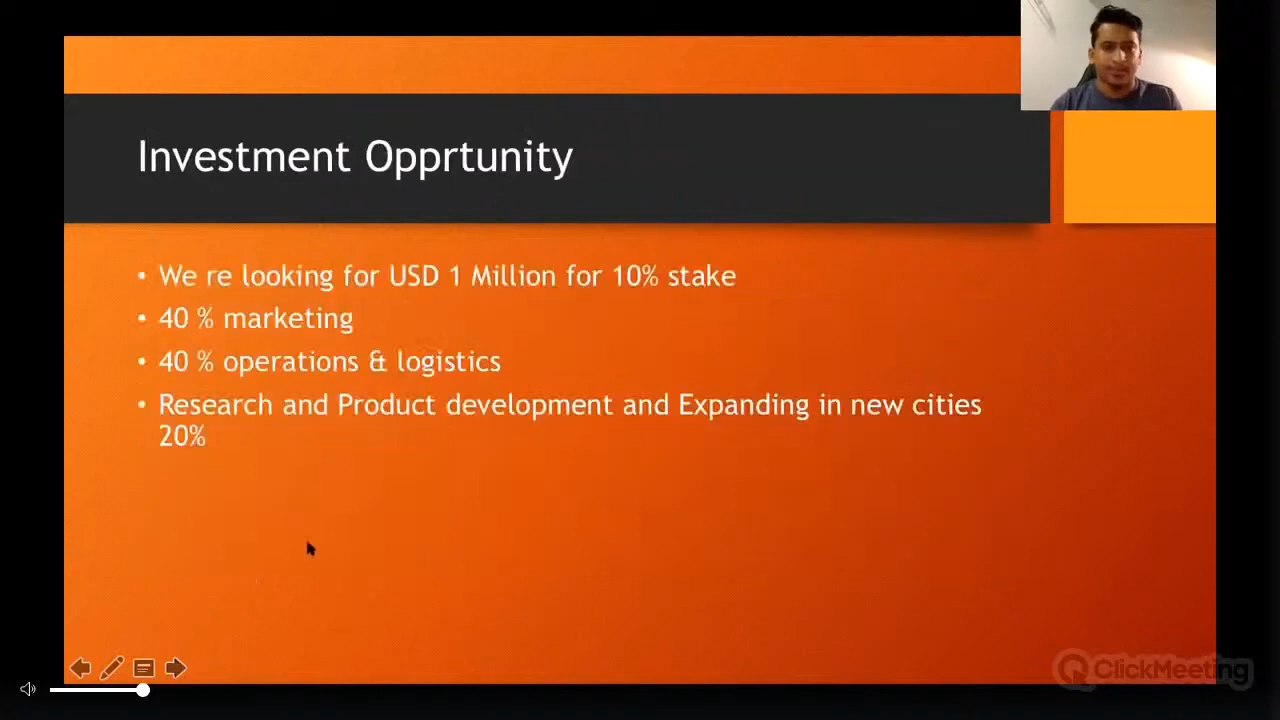 Investment Opprtunity
• We re looking for USD 1 Million for 10% stake
• 40 % marketing
• 40 % operations & logistics
• Research and Product development and Expanding in new cities
20%
ClickMeeting